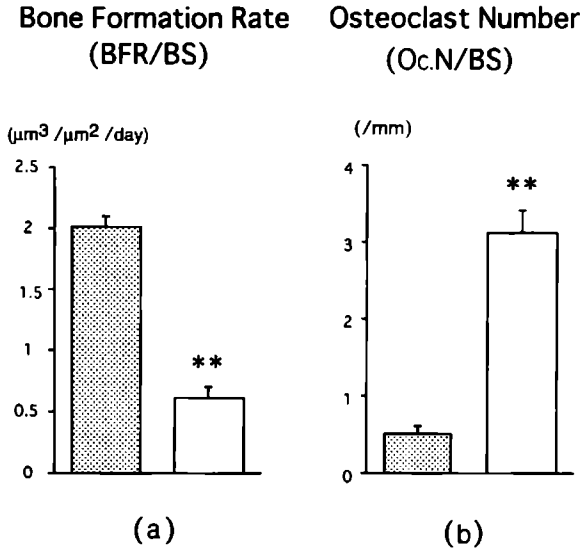 Bone Formation Rate
(BFR/BS)
Osteoclast Number
(Oc.N/BS)
(μm³ /μm² /day)
2.5
2
1.5
1
0.5
0
**
(a)
(/mm)
4
3
2
1
0
**
(b)